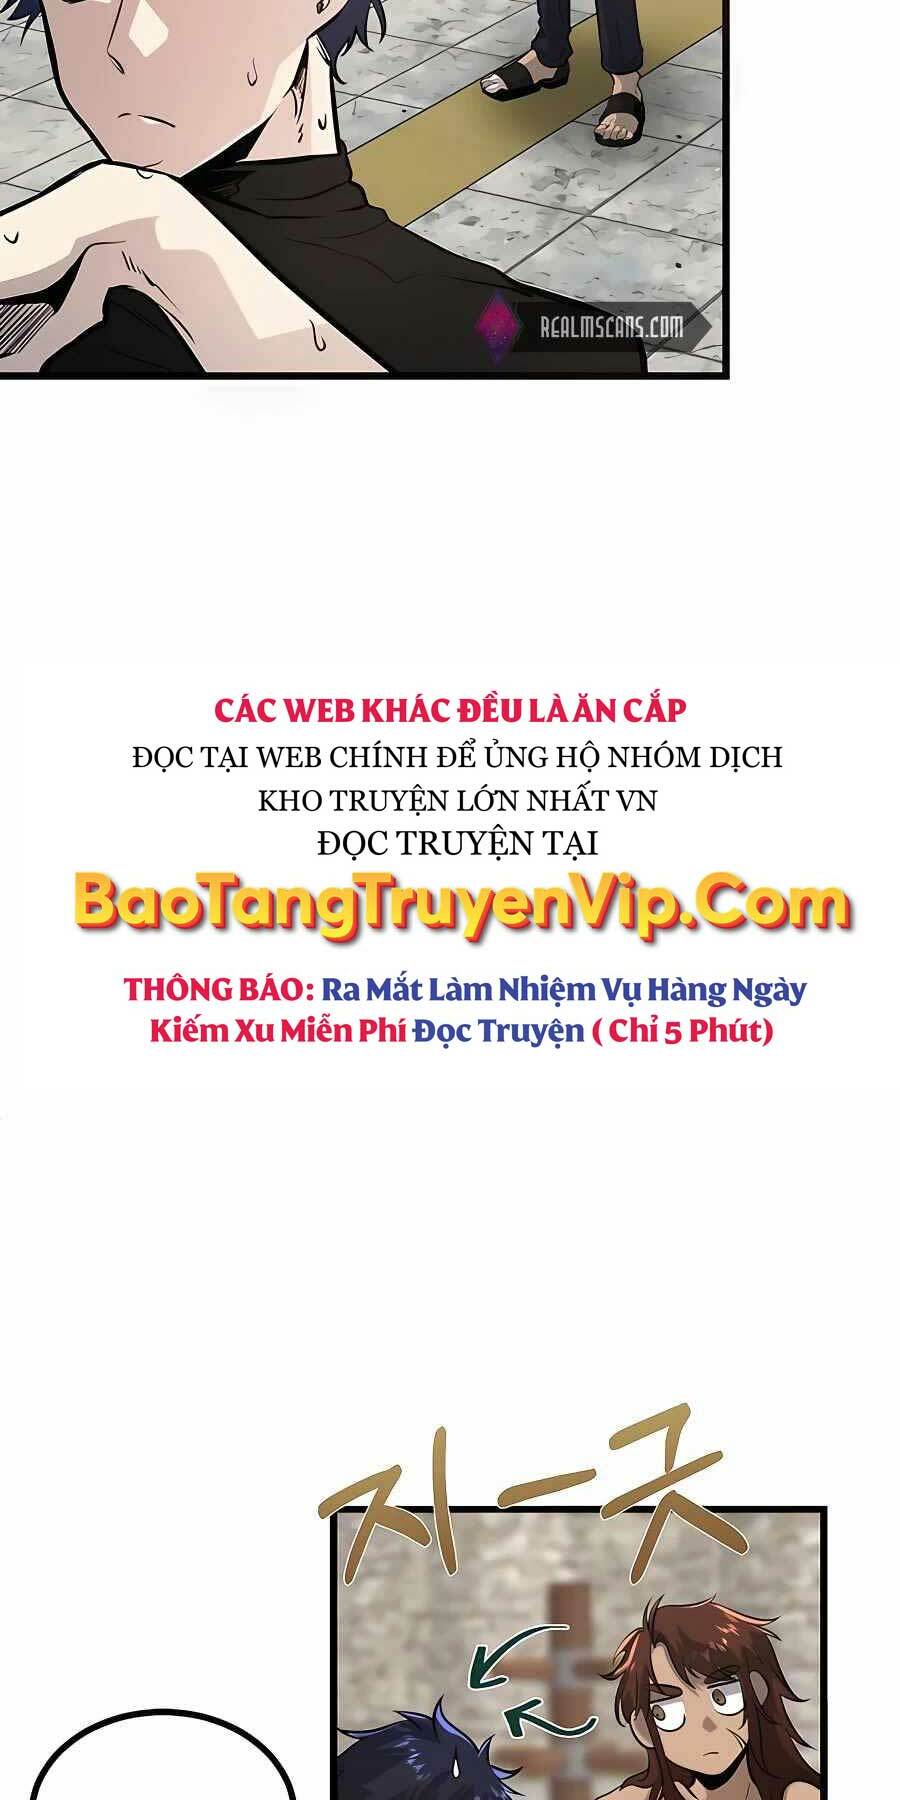 REALMSCANS.COM
CÁC WEB KHÁC ĐỀU LÀ ĂN CẮP
ĐỌC TẠI WEB CHÍNH ĐỂ ỦNG HỘ NHÓM DỊCH
KHO TRUYỆN LỚN NHẤT VN
ĐỌC TRUYỆN TẠI
BaoTangTruyenVip.Com
THÔNG BÁO: Ra Mắt Làm Nhiệm Vụ Hàng Ngày
Kiếm Xu Miễn Phí Đọc Truyện ( Chỉ 5 Phút)
지-긋